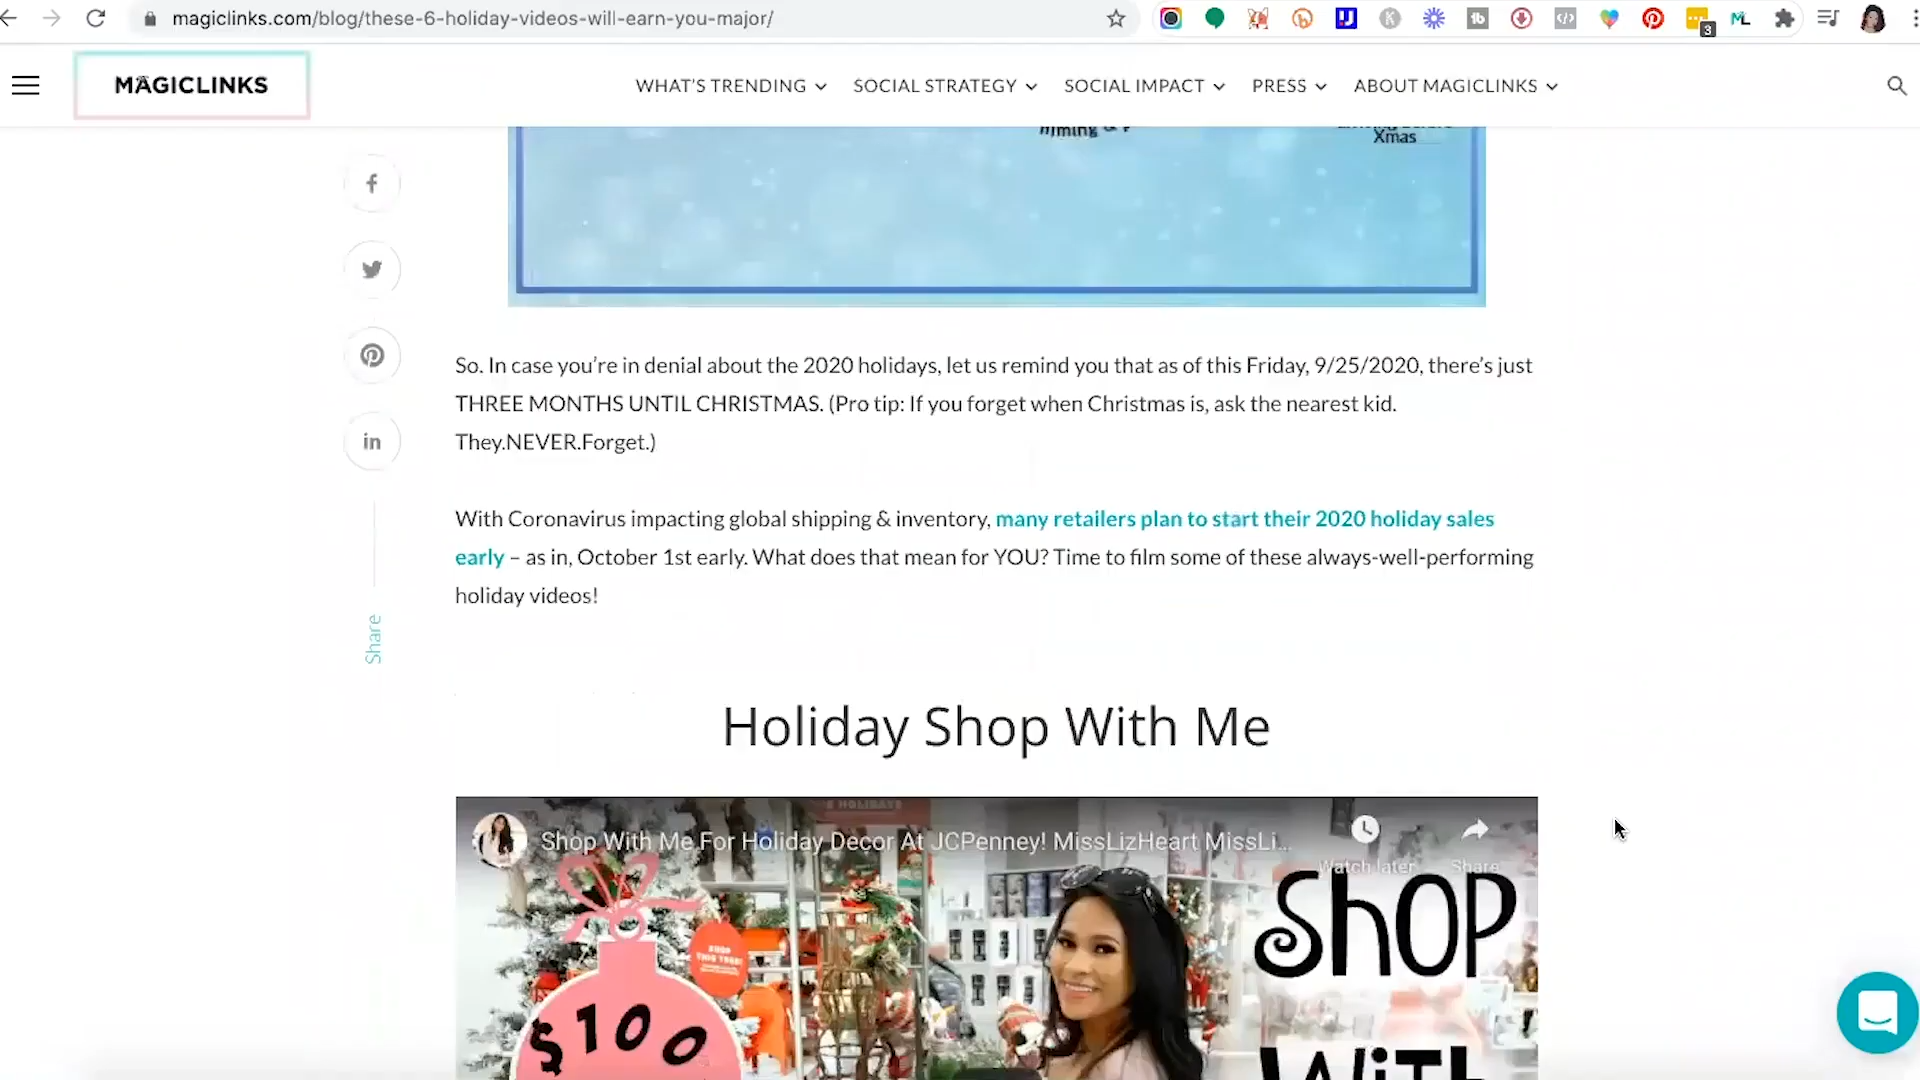 magiclinks.com/blog/these-6-holiday-videos-will-earn-you-major/
3
MAGICLINKS
WHAT'S TRENDING
SOCIAL STRATEGY
SOCIAL IMPACT
PRESS
ABOUT MAGICLINKS
Xmas
So. In case you're in denial about the 2020 holidays, let us remind you that as of this Friday, 9/25/2020, there's just
THREE MONTHS UNTIL CHRISTMAS. (Pro tip: If you forget when Christmas is, ask the nearest kid.
They.NEVER.Forget.)
With Coronavirus impacting global shipping & inventory, many retailers plan to start their 2020 holiday sales
early – as in, October 1st early. What does that mean for YOU? Time to film some of these always-well-performing
holiday videos!
Share
Holiday Shop With Me
Shop With Me For Holiday Decor At JCPenney! MissLizHeart MissLi...
Watch later
Share
SHOP
WITH
$100
SHOP
THIS TREE!